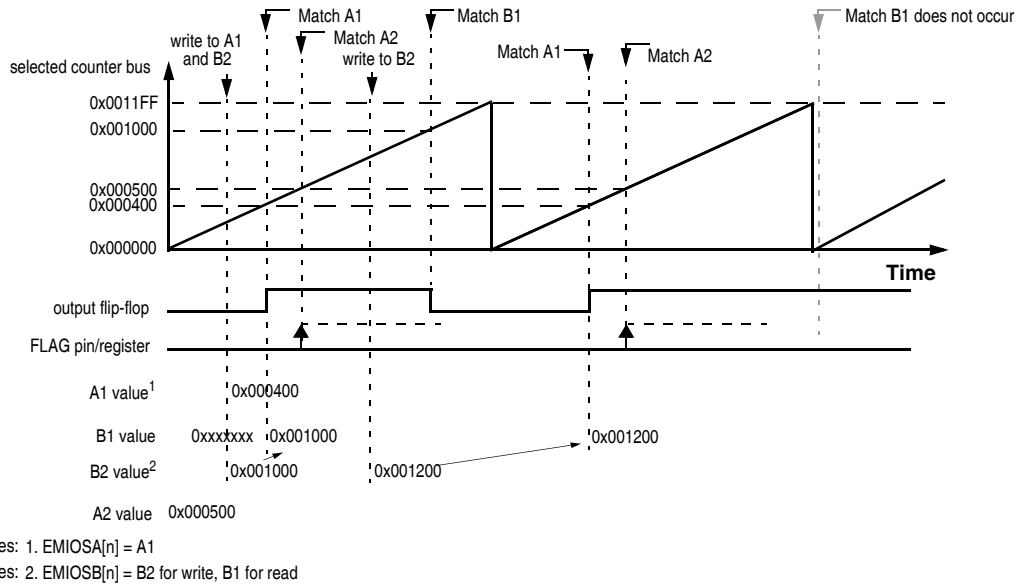 Match A1
Match B1
Match B1 does not occur
write to A1
and B2
Match A2
write to B2
Match A1
Match A2
selected counter bus
0x0011FF
0x001000
0x000500
0x000400
0x000000
Time
output flip-flop
FLAG pin/register
A1 value1 0x000400
B1 value 0xxxxxxx 0x001000 0x001200
B2 value2 0x001000 0x001200
A2 value 0x000500
es: 1. EMIOSA[n] = A1
es: 2. EMIOSB[n] = B2 for write, B1 for read